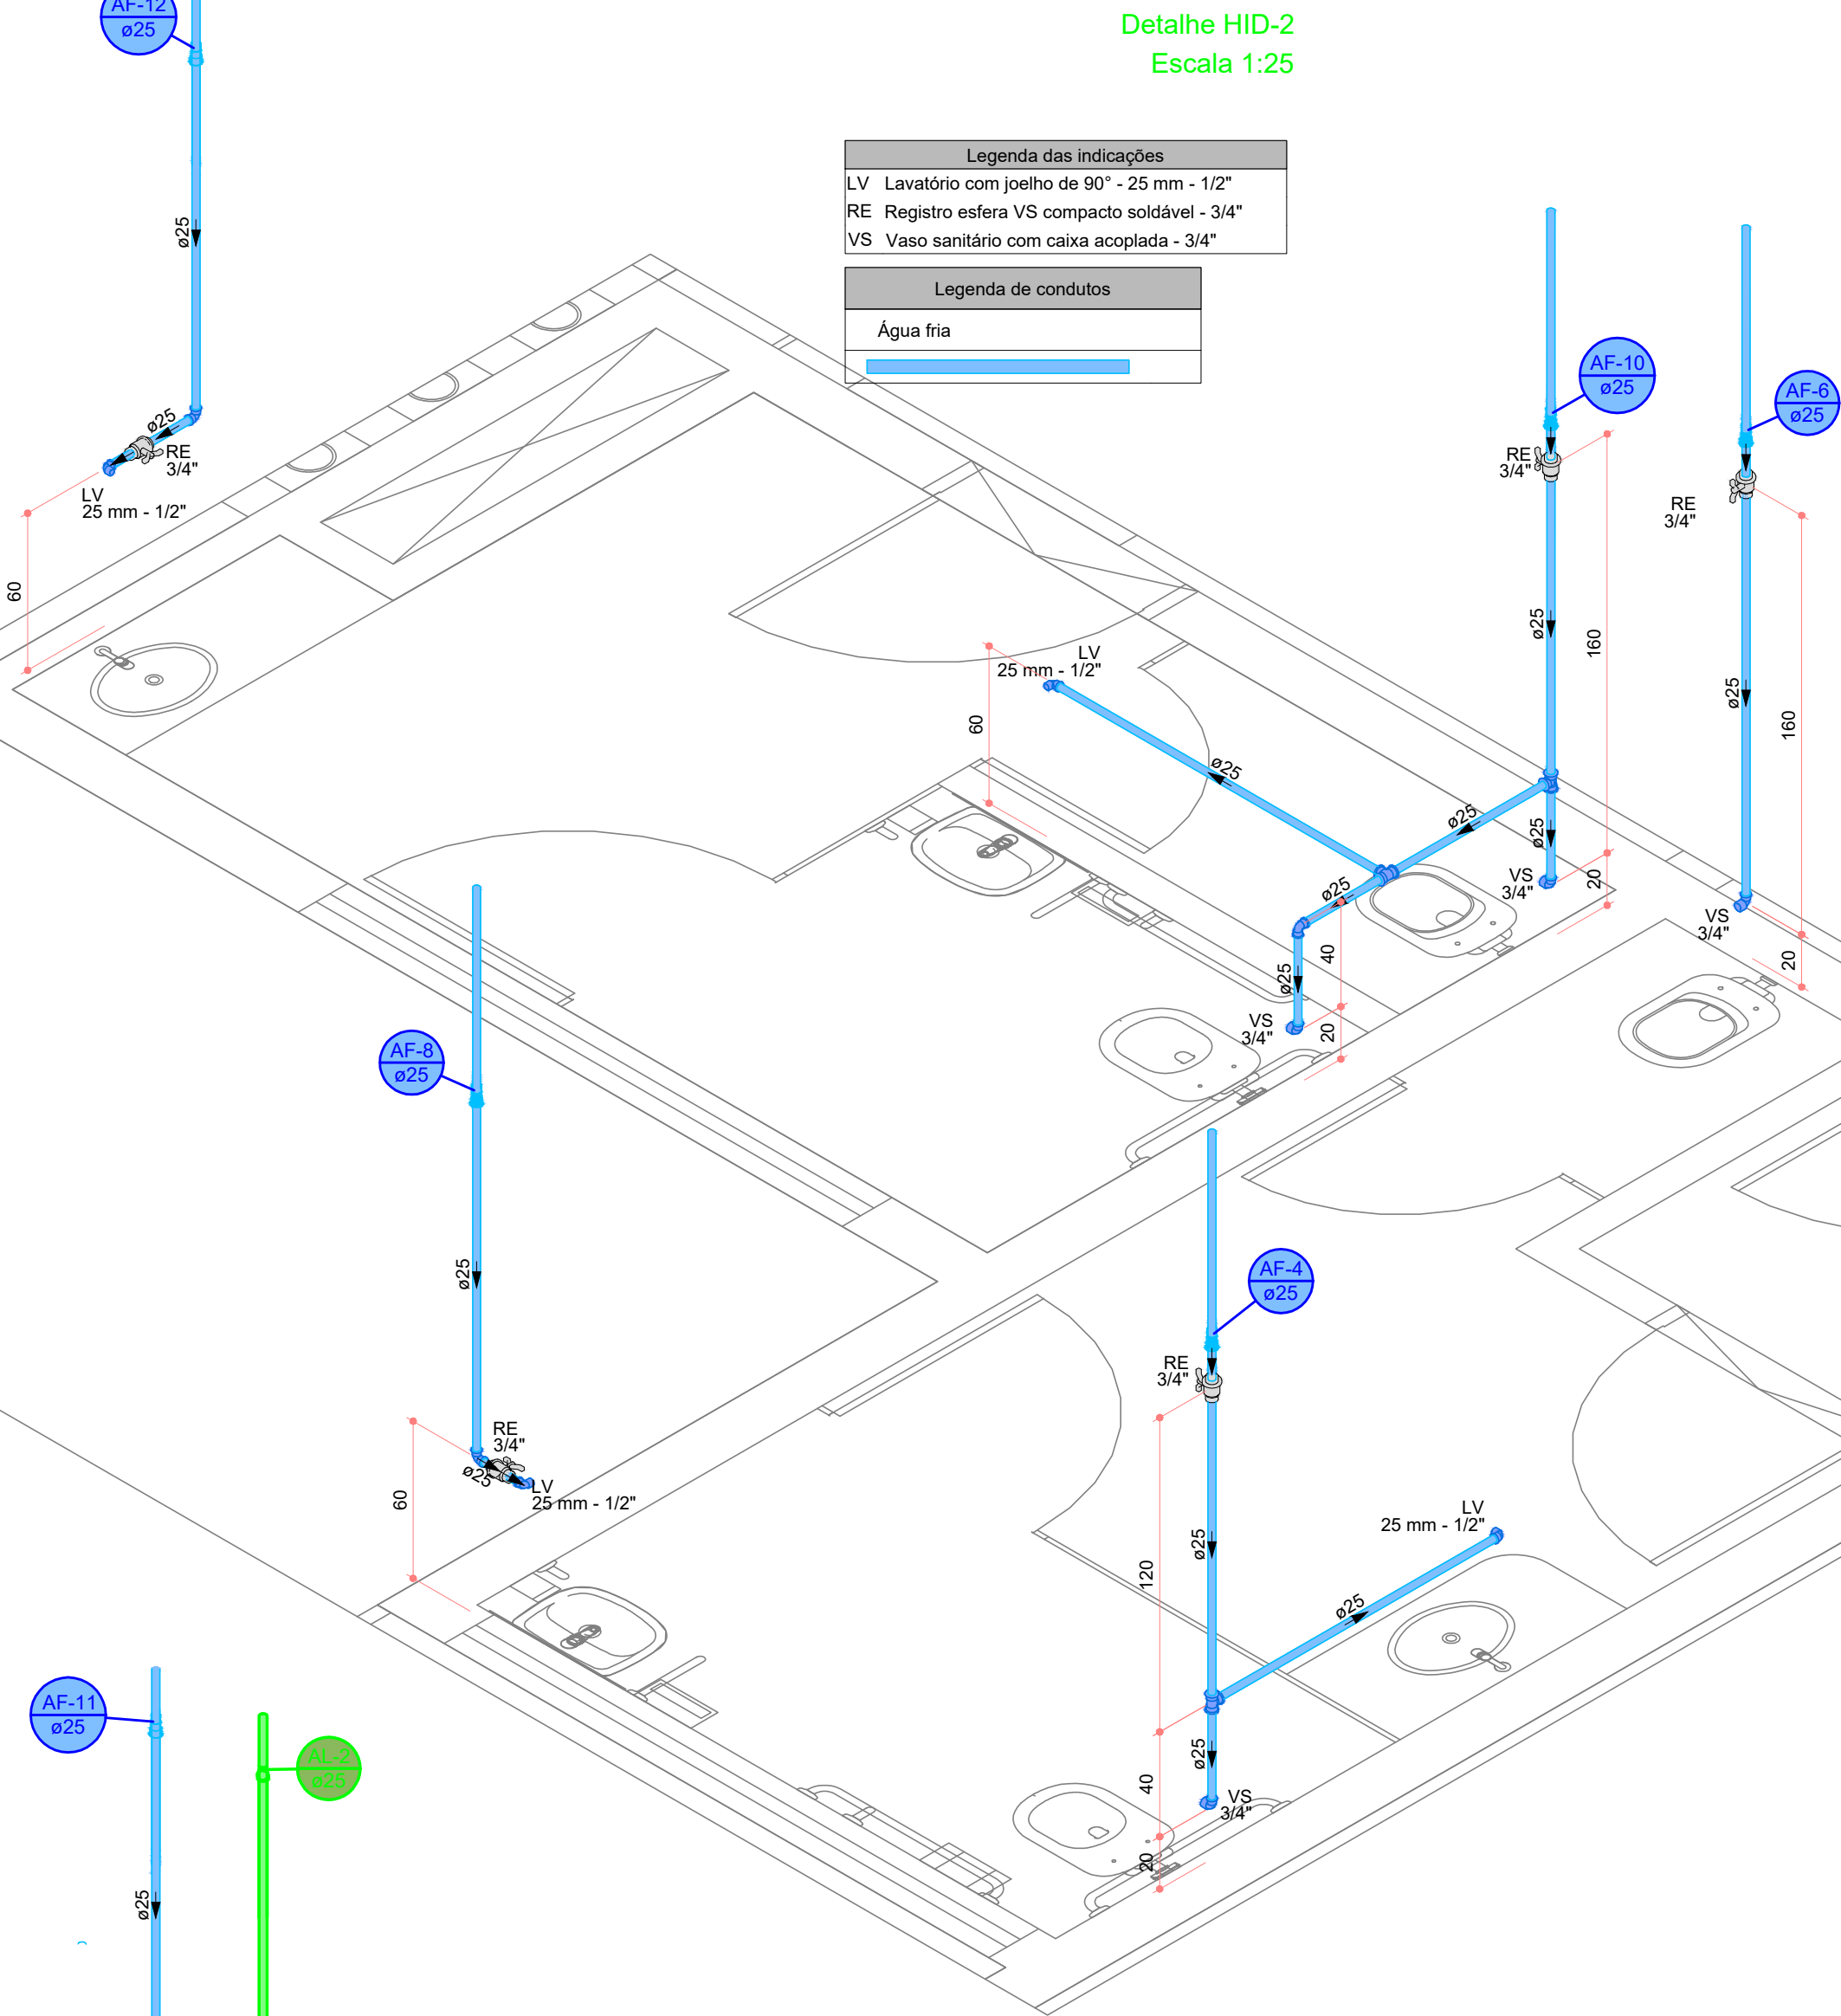 AF-12
ø25
Detalhe HID-2
Escala 1:25
Legenda das indicações
LV Lavatório com joelho de 90° - 25 mm - 1/2"
RE Registro esfera VS compacto soldável - 3/4"
VS Vaso sanitário com caixa acoplada - 3/4"
Legenda de condutos
Água fria
ø25
ø25
RE
3/4"
LV
25 mm - 1/2"
60
AF-10
ø25
RE
3/4"
ø25
160
ø25
VS
3/4"
20
AF-6
ø25
RE
3/4"
ø25
160
VS
3/4"
20
LV
25 mm - 1/2"
60
ø25
ø25
ø25
40
ø25
VS
3/4"
20
AF-8
ø25
ø25
RE
3/4"
ø25
LV
25 mm - 1/2"
60
AF-4
ø25
RE
3/4"
ø25
120
LV
25 mm - 1/2"
ø25
ø25
40
VS
3/4"
20
AF-11
ø25
ø25
AL-2
ø25